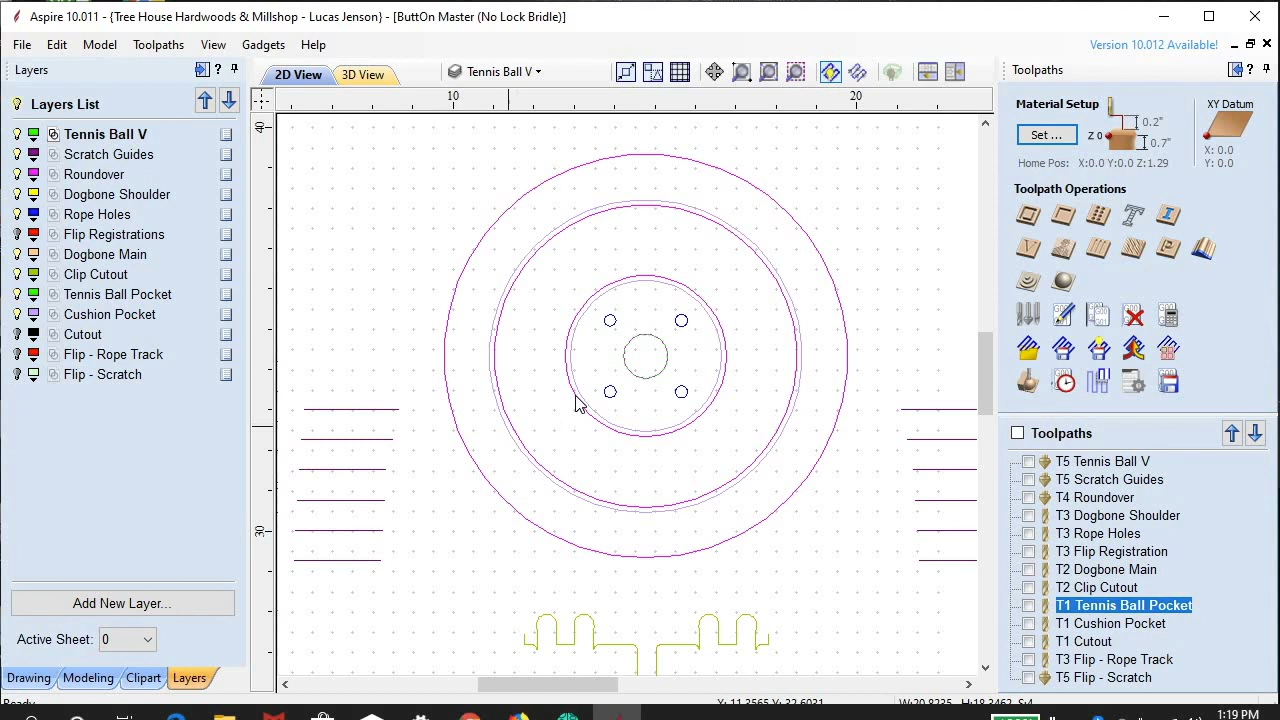 Aspire 10.011 - {Tree House Hardwoods & Millshop - Lucas Jenson} - [ButtOn Master (No Lock Bridle)]
File Edit Model Toolpaths View Gadgets Help
Version 10.012 Available!
Layers
2D View
3D View
Tennis Ball V
Toolpaths
Layers List
Tennis Ball V
Scratch Guides
Roundover
Dogbone Shoulder
Rope Holes
Flip Registrations
Dogbone Main
Clip Cutout
Tennis Ball Pocket
Cushion Pocket
Cutout
Flip - Rope Track
Flip - Scratch
Add New Layer...
Active Sheet: 0
Drawing
Modeling
Clipart
Layers
10
20
40
30
Material Setup
Set ...
Z 0
0.2"
0.7"
Home Pos: X:0.0 Y:0.0 Z:1.29
XY Datum
X: 0.0
Y: 0.0
Toolpath Operations
Toolpaths
T5 Tennis Ball V
T5 Scratch Guides
T4 Roundover
T3 Dogbone Shoulder
T3 Rope Holes
T3 Flip Registration
T2 Dogbone Main
T2 Clip Cutout
T1 Tennis Ball Pocket
T1 Cushion Pocket
T1 Cutout
T3 Flip - Rope Track
T5 Flip - Scratch
1:19 PM